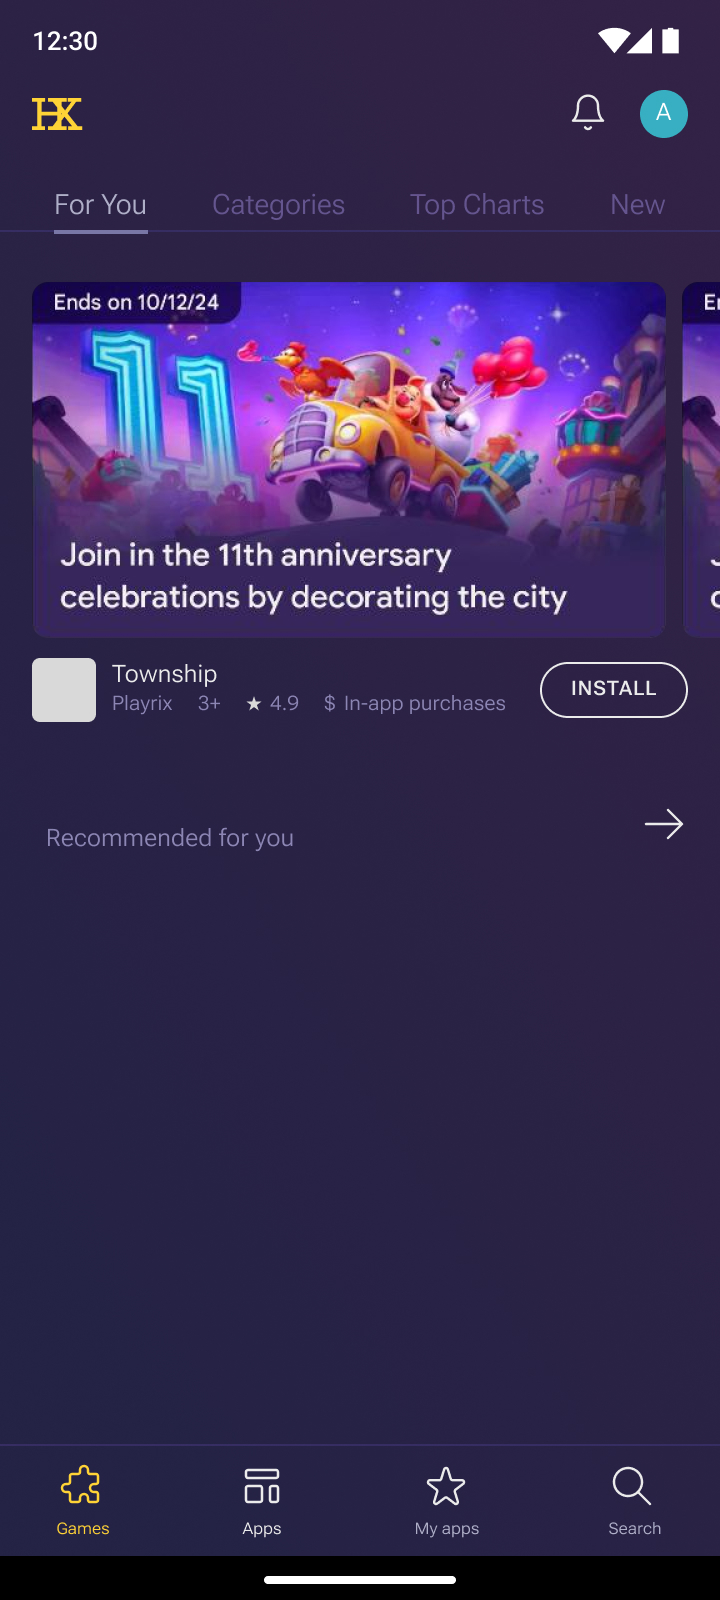 12:30
HK
A
For You Categories Top Charts New
Ends on 10/12/24
11
Join in the 11th anniversary
celebrations by decorating the city
Township
Playrix 3+ ★ 4.9 $ In-app purchases
INSTALL
Recommended for you
Games Apps My apps Search